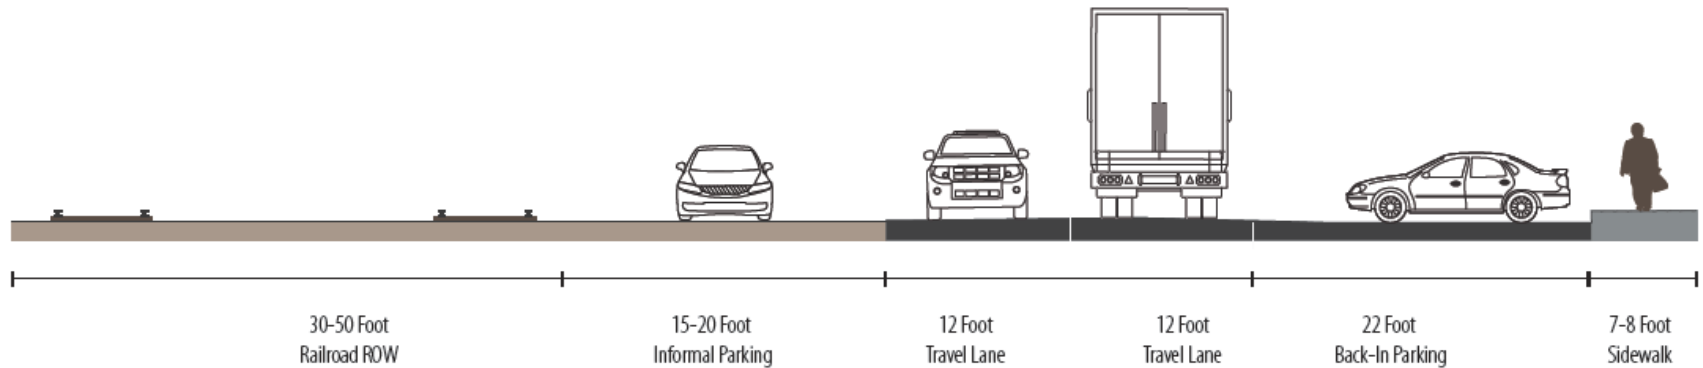 30-50 Foot
Railroad ROW
15-20 Foot
Informal Parking
12 Foot
Travel Lane
12 Foot
Travel Lane
22 Foot
Back-In Parking
7-8 Foot
Sidewalk